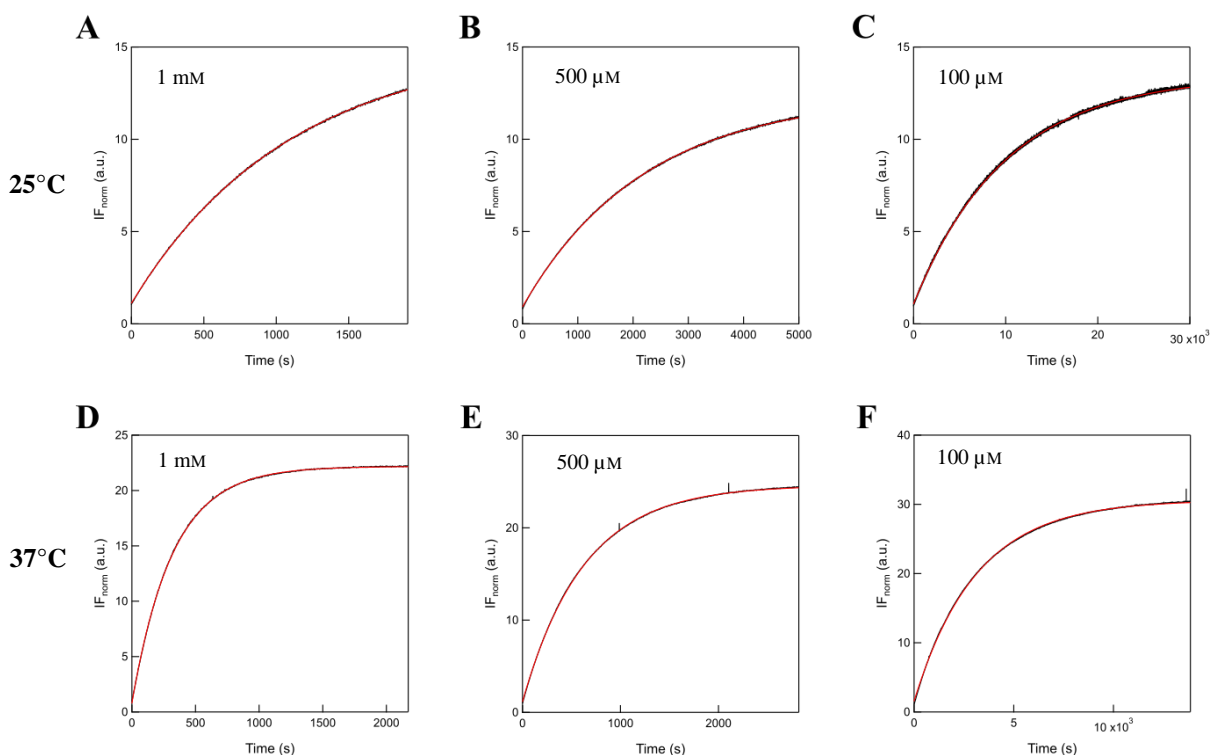 A
15
10
5
0
IFnorm (a.u.)
1 mM
0
500
1000
1500
Time (s)
B
15
10
5
0
IFnorm (a.u.)
500 µM
0
1000
2000
3000
4000
5000
Time (s)
C
15
10
5
0
IFnorm (a.u.)
100 µM
0
10
20
30 x10³
Time (s)
25°C
D
25
20
15
10
5
0
IFnorm (a.u.)
1 mM
0
500
1000
1500
2000
Time (s)
E
30
20
10
0
IFnorm (a.u.)
500 µM
0
1000
2000
Time (s)
F
40
30
20
10
0
IFnorm (a.u.)
100 µM
0
5
10 x10³
Time (s)
37°C